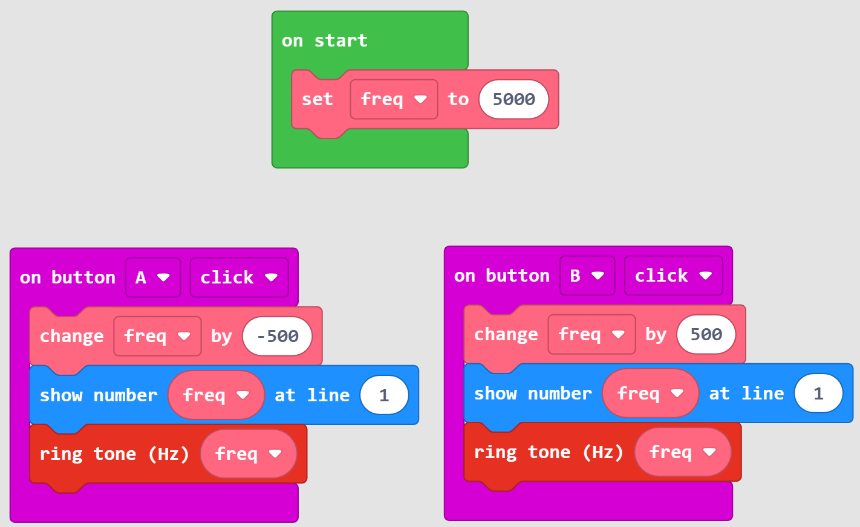 on start
set freq to 5000
on button A click
change freq by -500
show number freq at line 1
ring tone (Hz) freq
on button B click
change freq by 500
show number freq at line 1
ring tone (Hz) freq